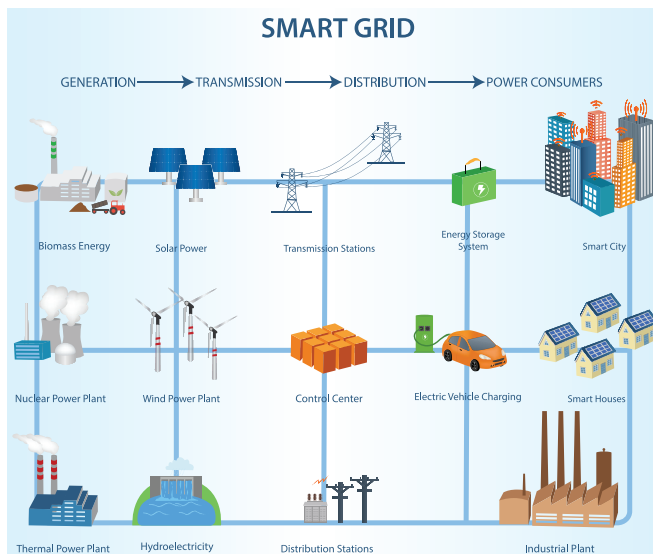 SMART GRID
GENERATION TRANSMISSION DISTRIBUTION POWER CONSUMERS
Biomass Energy
Solar Power
Transmission Stations
Energy Storage
System
Smart City
Nuclear Power Plant
Wind Power Plant
Control Center
Electric Vehicle Charging
Smart Houses
Thermal Power Plant
Hydroelectricity
Distribution Stations
Industrial Plant